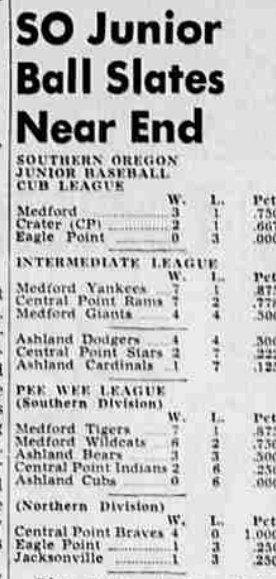 SO Junior
Ball Slates
Near End
SOUTHERN OREGON
JUNIOR BASEBALL
CUB LEAGUE
W. L. Pct
Medford 3 1 .750
Crater (CP) 2 1 .667
Eagle Point 0 3 .000
INTERMEDIATE LEAGUE
W. L. Pct
Medford Yankees 7 1 .875
Central Point Rams 7 2 .77
Medford Giants 4 4 .500
Ashland Dodgers 4 4 .500
Central Point Stars 2 7 .222
Ashland Cardinals 1 7 .125
PEE WEE LEAGUE
(Southern Division)
W. L. Pct
Medford Tigers 7 1 .875
Medford Wildcats 6 2 .750
Ashland Bears 3 3 .500
Central Point Indians 2 6 .250
Ashland Cubs 0 6 .000
(Northern Division)
W. L. Pct
Central Point Braves 4 0 1.000
Eagle Point 1 3 .250
Jacksonville 1 3 .250